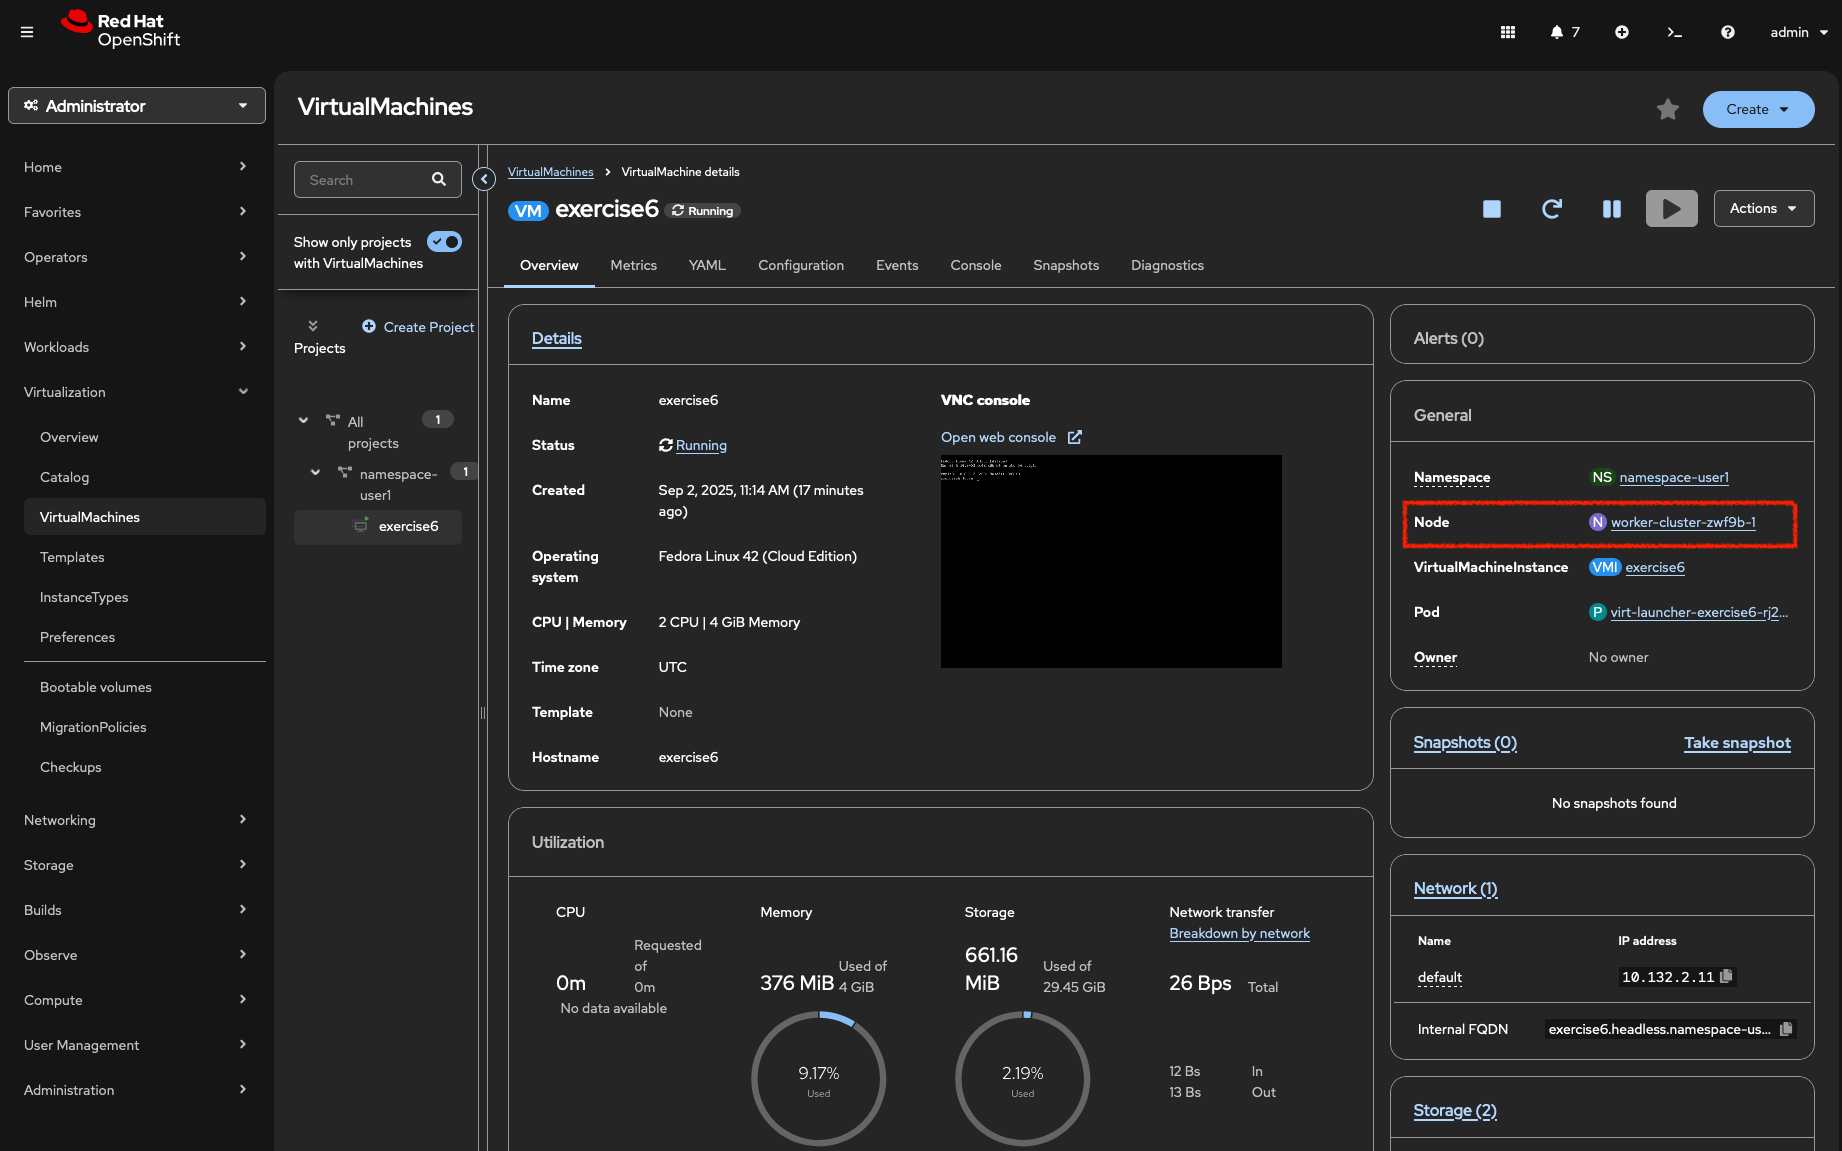 Red Hat
OpenShift
7
admin
Administrator
Home
Favorites
Operators
Helm
Workloads
Virtualization
Overview
Catalog
VirtualMachines
Templates
InstanceTypes
Preferences
Bootable volumes
MigrationPolicies
Checkups
Networking
Storage
Builds
Observe
Compute
User Management
Administration
VirtualMachines
Create
Search
Show only projects
with VirtualMachines
Create Project
Projects
All
projects
1
namespace-
user1
1
exercise6
VirtualMachines > VirtualMachine details
VM exercise6 Running
Actions
Overview Metrics YAML Configuration Events Console Snapshots Diagnostics
Details
Name exercise6
Status Running
Created Sep 2, 2025, 11:14 AM (17 minutes
ago)
Operating
system
Fedora Linux 42 (Cloud Edition)
CPU | Memory 2 CPU | 4 GiB Memory
Time zone UTC
Template None
Hostname exercise6
VNC console
Open web console
Utilization
CPU
0m
Requested
of
0m
No data available
Memory
376 MiB
Used of
4 GiB
9.17%
Used
Storage
661.16
MiB
Used of
29.45 GiB
2.19%
Used
Network transfer
Breakdown by network
26 Bps Total
12 Bs In
13 Bs Out
Alerts (0)
General
Namespace NS namespace-user1
Node N worker-cluster-zwf9b-1
VirtualMachineInstance VMI exercise6
Pod P virt-launcher-exercise6-rj2...
Owner No owner
Snapshots (0) Take snapshot
No snapshots found
Network (1)
Name IP address
default 10.132.2.11
Internal FQDN exercise6.headless.namespace-us...
Storage (2)